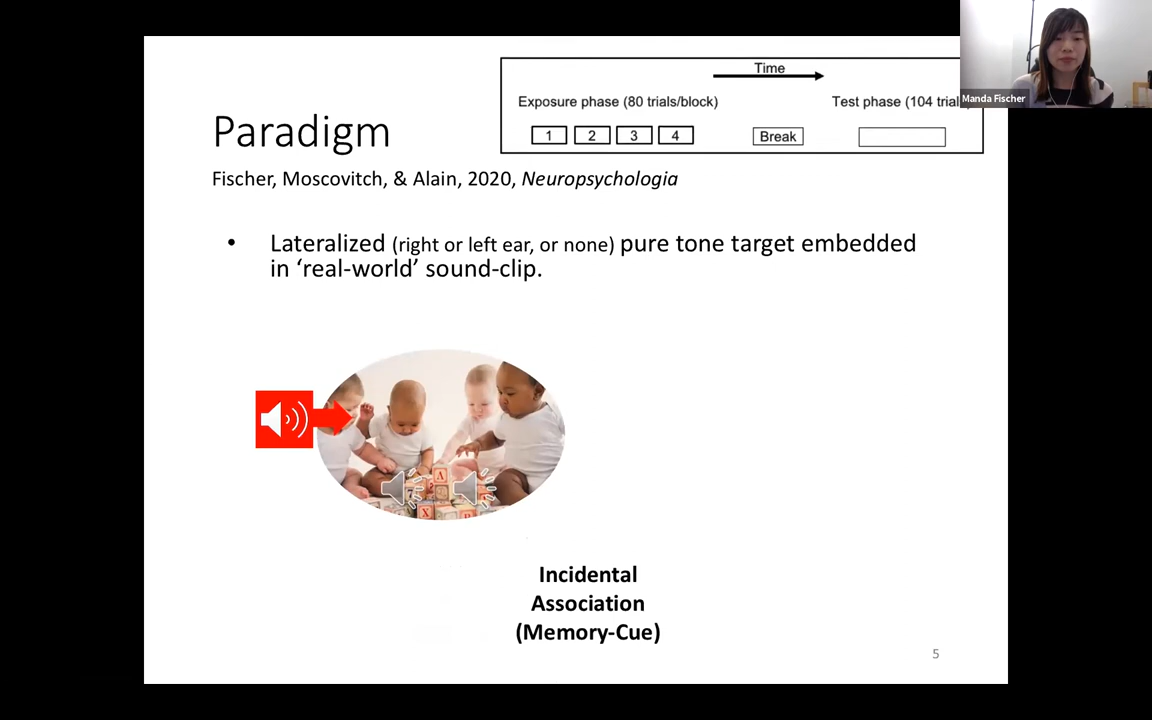 Time
Exposure phase (80 trials/block)
Test phase (104 trial
1 2 3 4
Break
Manda Fischer
Paradigm
Fischer, Moscovitch, & Alain, 2020, Neuropsychologia
• Lateralized (right or left ear, or none) pure tone target embedded
in ‘real-world’ sound-clip.
A
X
Incidental
Association
(Memory-Cue)
5